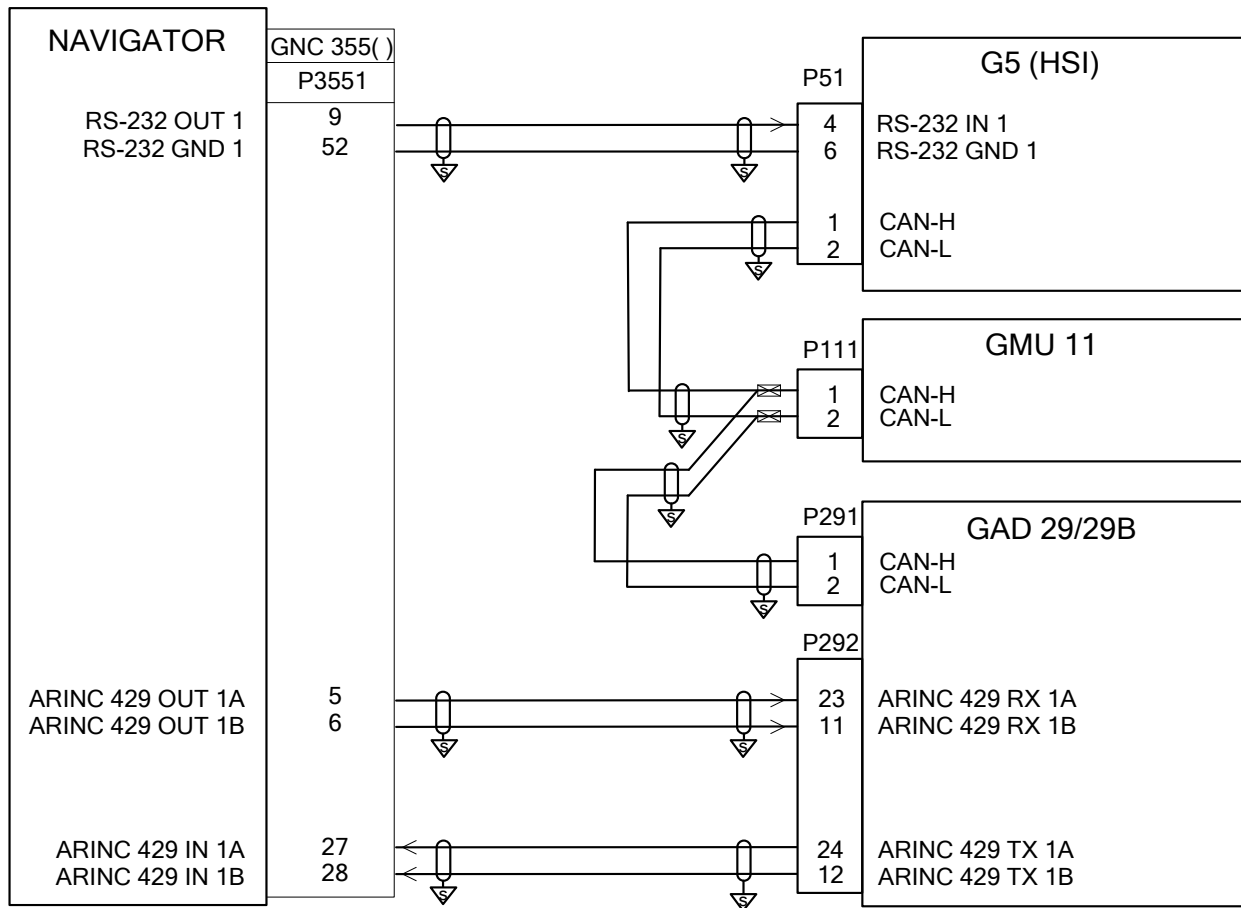 NAVIGATOR
GNC 355( )
P3551
RS-232 OUT 1 9
RS-232 GND 1 52
ARINC 429 OUT 1A 5
ARINC 429 OUT 1B 6
ARINC 429 IN 1A 27
ARINC 429 IN 1B 28
P51
G5 (HSI)
4 RS-232 IN 1
6 RS-232 GND 1
1 CAN-H
2 CAN-L
P111
GMU 11
1 CAN-H
2 CAN-L
P291
GAD 29/29B
1 CAN-H
2 CAN-L
P292
23 ARINC 429 RX 1A
11 ARINC 429 RX 1B
24 ARINC 429 TX 1A
12 ARINC 429 TX 1B
S
S
S
S
S
S
S
S
S
S